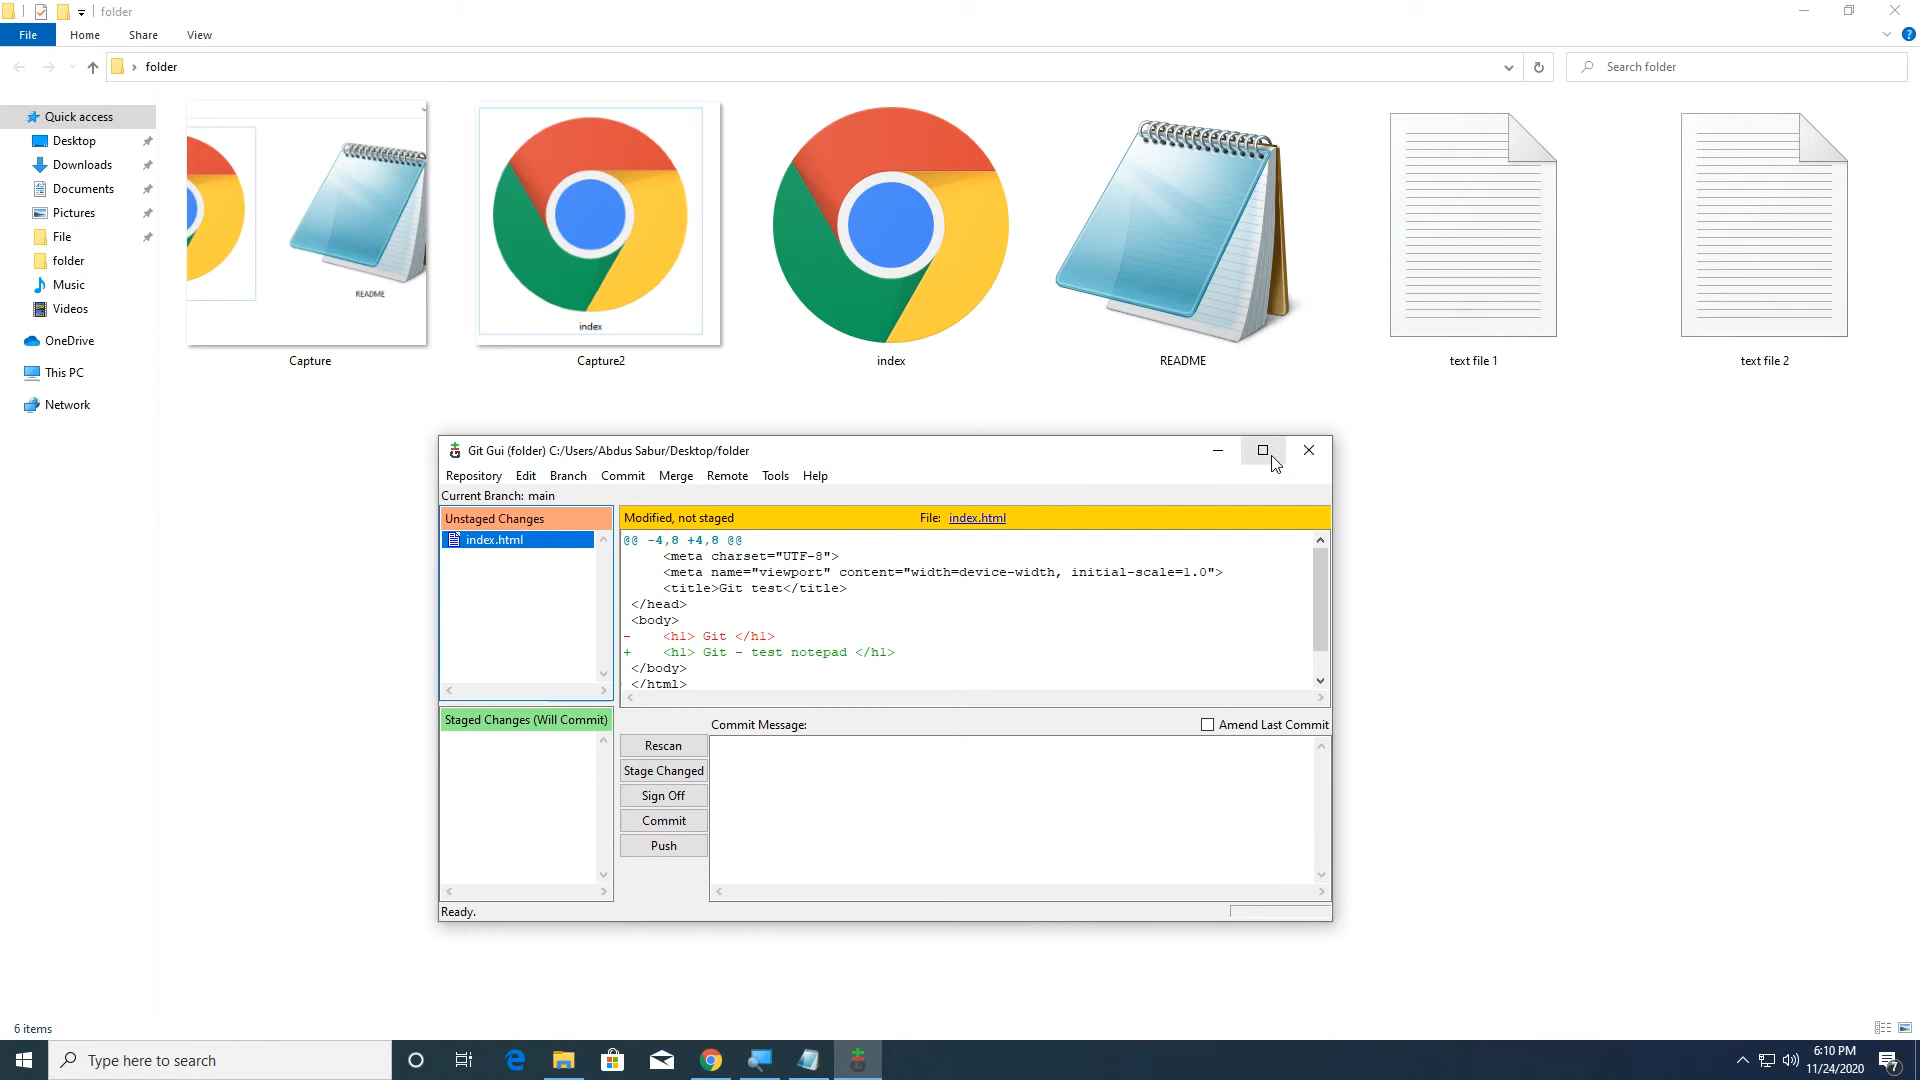 folder
File Home Share View
folder
Search folder
Quick access
Desktop
Downloads
Documents
Pictures
File
folder
Music
Videos
OneDrive
This PC
Network
README
index
Capture
Capture2
index
README
text file 1
text file 2
Git Gui (folder) C:/Users/Abdus Sabur/Desktop/folder
Repository Edit Branch Commit Merge Remote Tools Help
Current Branch: main
Unstaged Changes
index.html
Modified, not staged File: index.html
@@ -4,8 +4,8 @@
<meta charset="UTF-8">
<meta name="viewport" content="width=device-width, initial-scale=1.0">
<title>Git test</title>
</head>
<body>
- <h1> Git </h1>
+ <h1> Git - test notepad </h1>
</body>
</html>
Staged Changes (Will Commit)
Commit Message:
Amend Last Commit
Rescan
Stage Changed
Sign Off
Commit
Push
Ready.
6 items
Type here to search
6:10 PM
11/24/2020
7